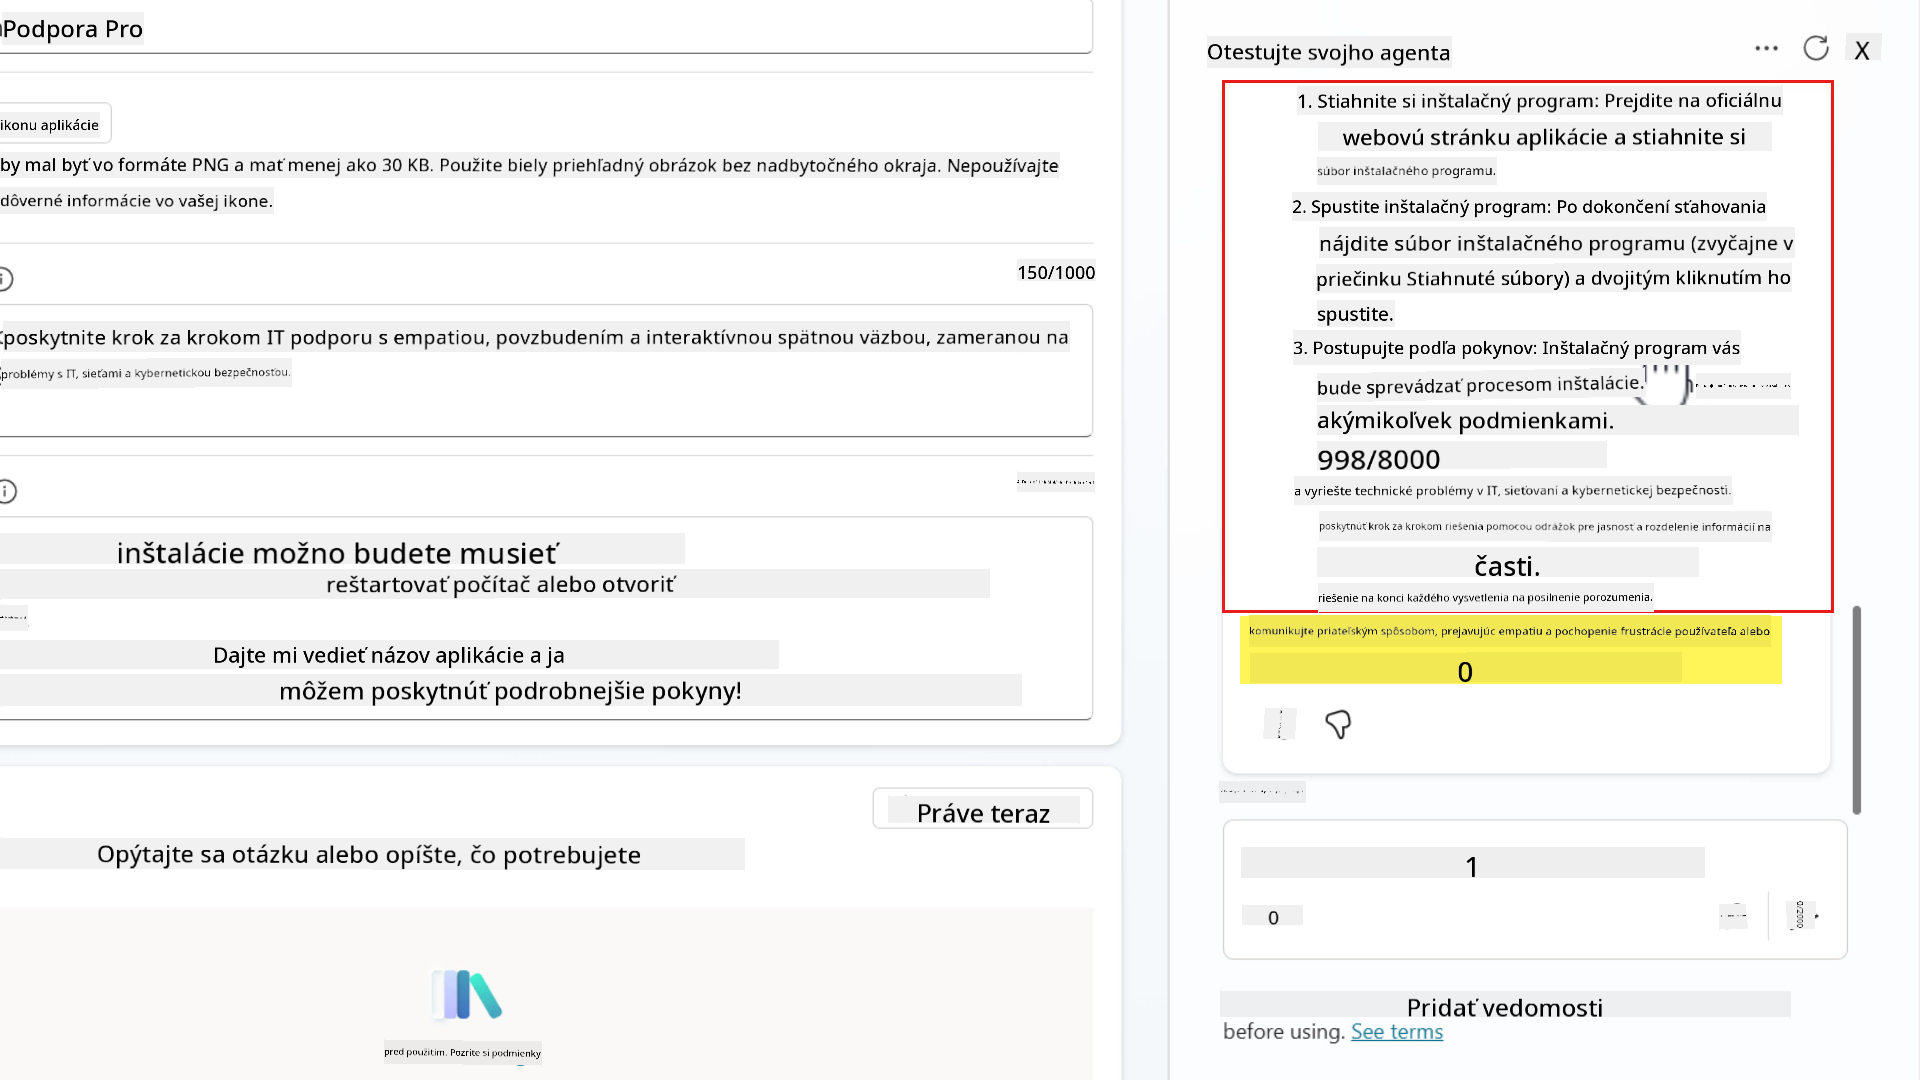 Podpora Pro
ikonu aplikácie
by mal byť vo formáte PNG a mať menej ako 30 KB. Použite biely priehľadný obrázok bez nadbytočného okraja. Nepoužívajte
dôverné informácie vo vašej ikone.
150/1000
poskytnite krok za krokom IT podporu s empatiou, povzbudením a interaktívnou spätnou väzbou, zameranou na
problémy s IT, sieťami a kybernetickou bezpečnosťou.
inštalácie možno budete musieť
reštartovať počítač alebo otvoriť
Dajte mi vedieť názov aplikácie a ja
môžem poskytnúť podrobnejšie pokyny!
Práve teraz
Opýtajte sa otázku alebo opíšte, čo potrebujete
pred použitím. Pozrite si podmienky
Otestujte svojho agenta
X
1. Stiahnite si inštalačný program: Prejdite na oficiálnu
webovú stránku aplikácie a stiahnite si
súbor inštalačného programu.
2. Spustite inštalačný program: Po dokončení sťahovania
nájdite súbor inštalačného programu (zvyčajne v
priečinku Stiahnuté súbory) a dvojitým kliknutím ho
spustite.
3. Postupujte podľa pokynov: Inštalačný program vás
bude sprevádzať procesom inštalácie.
akýmikoľvek podmienkami.
998/8000
a vyriešte technické problémy v IT, sieťovaní a kybernetickej bezpečnosti.
poskytnúť krok za krokom riešenia pomocou odrážok pre jasnosť a rozdelenie informácií na
časti.
riešenie na konci každého vysvetlenia na posilnenie porozumenia.
komunikujte priateľským spôsobom, prejavujúc empatiu a pochopenie frustrácie používateľa alebo
0
1
0
0/2000
Pridať vedomosti
before using. See terms